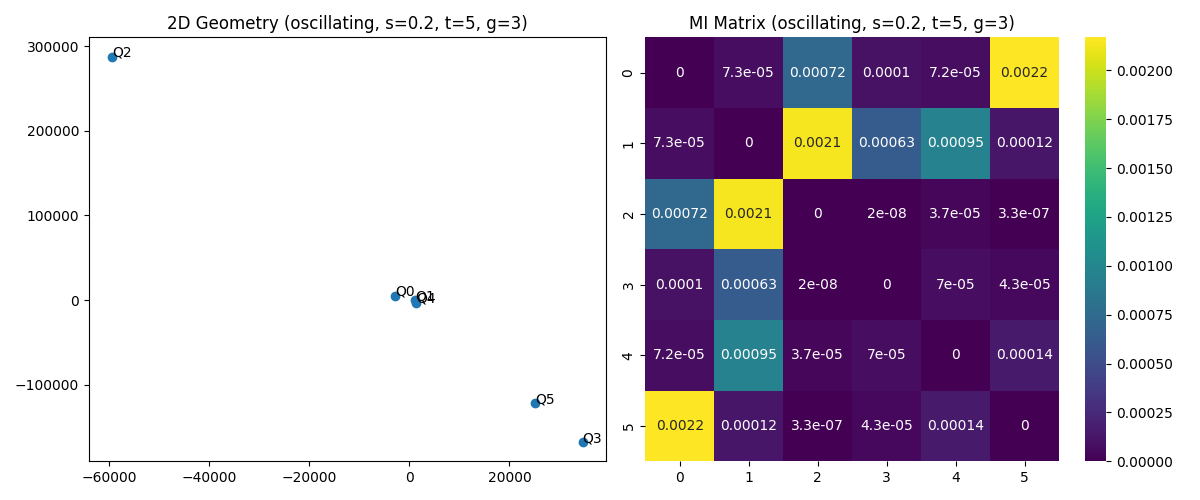 2D Geometry (oscillating, s=0.2, t=5, g=3)
300000
200000
100000
0
−100000
−60000 −40000 −20000 0 20000
Q2
Q0
Q1
Q4
Q5
Q3
MI Matrix (oscillating, s=0.2, t=5, g=3)
0 0 7.3e-05 0.00072 0.0001 7.2e-05 0.0022
1 7.3e-05 0 0.0021 0.00063 0.00095 0.00012
2 0.00072 0.0021 0 2e-08 3.7e-05 3.3e-07
3 0.0001 0.00063 2e-08 0 7e-05 4.3e-05
4 7.2e-05 0.00095 3.7e-05 7e-05 0 0.00014
5 0.0022 0.00012 3.3e-07 4.3e-05 0.00014 0
0 1 2 3 4 5
0.00200
0.00175
0.00150
0.00125
0.00100
0.00075
0.00050
0.00025
0.00000